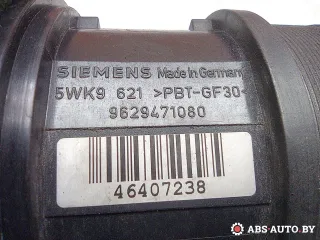 SIEMENS Made in Germany
5WK9 621 >PBT-GF30<
9629471080
46407238
ABS-AUTO.BY